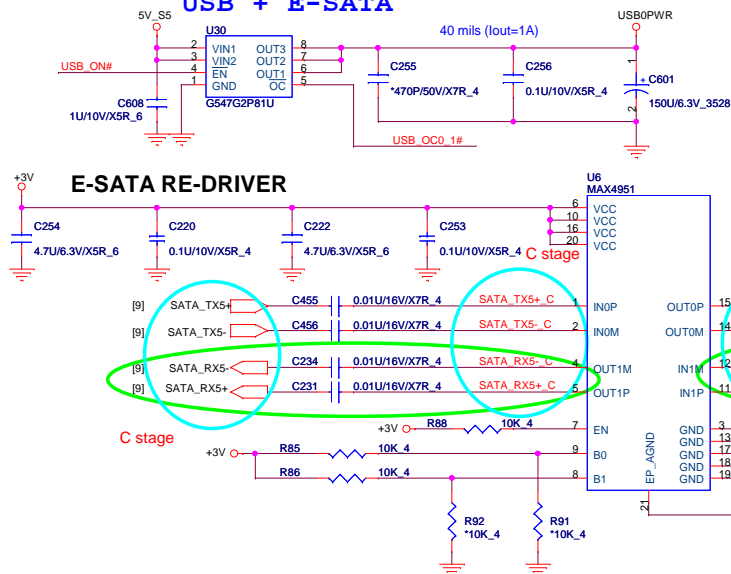 USB + E-SATA
5V_S5
U30
40 mils (Iout=1A)
USB0PWR
2 VIN1 OUT3 8
3 VIN2 OUT2 7
USB_ON# 4 EN OUT1 6
1 GND OC 5
G547G2P81U
C608
1U/10V/X5R_6
C255
*470P/50V/X7R_4
C256
0.1U/10V/X5R_4
1
+ C601
150U/6.3V_3528
2
USB_OC0_1#
+3V
E-SATA RE-DRIVER
U6
MAX4951
C254
4.7U/6.3V/X5R_6
C220
0.1U/10V/X5R_4
C222
4.7U/6.3V/X5R_6
C253
0.1U/10V/X5R_4
6 VCC
10 VCC
16 VCC
20 VCC
C stage
[9] SATA_TX5+ C455 0.01U/16V/X7R_4 SATA_TX5+_C 1 IN0P OUT0P 15
[9] SATA_TX5- C456 0.01U/16V/X7R_4 SATA_TX5-_C 2 IN0M OUT0M 14
[9] SATA_RX5- C234 0.01U/16V/X7R_4 SATA_RX5-_C 4 OUT1M IN1M 12
[9] SATA_RX5+ C231 0.01U/16V/X7R_4 SATA_RX5+_C 5 OUT1P IN1P 11
C stage
+3V R88 10K_4 7 EN GND 3
GND 13
+3V R85 10K_4 9 B0 GND 17
GND 18
R86 10K_4 8 B1 GND 19
EP_AGND
21
R92
*10K_4
R91
*10K_4